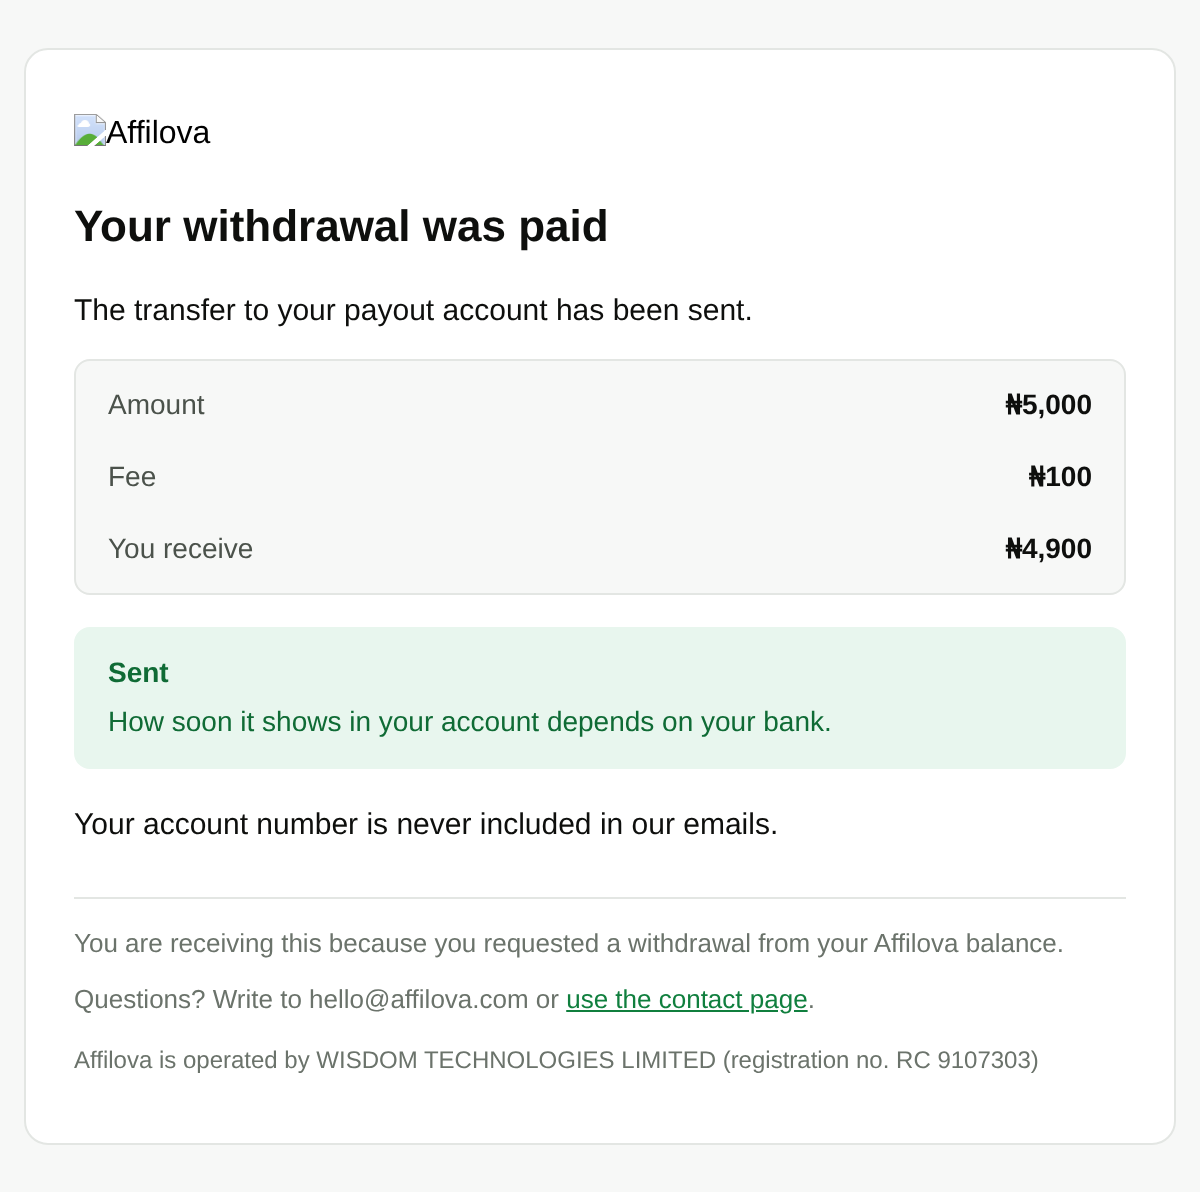 Affilova
Your withdrawal was paid
The transfer to your payout account has been sent.
Amount ₦5,000
Fee ₦100
You receive ₦4,900
Sent
How soon it shows in your account depends on your bank.
Your account number is never included in our emails.
You are receiving this because you requested a withdrawal from your Affilova balance.
Questions? Write to hello@affilova.com or use the contact page.
Affilova is operated by WISDOM TECHNOLOGIES LIMITED (registration no. RC 9107303)